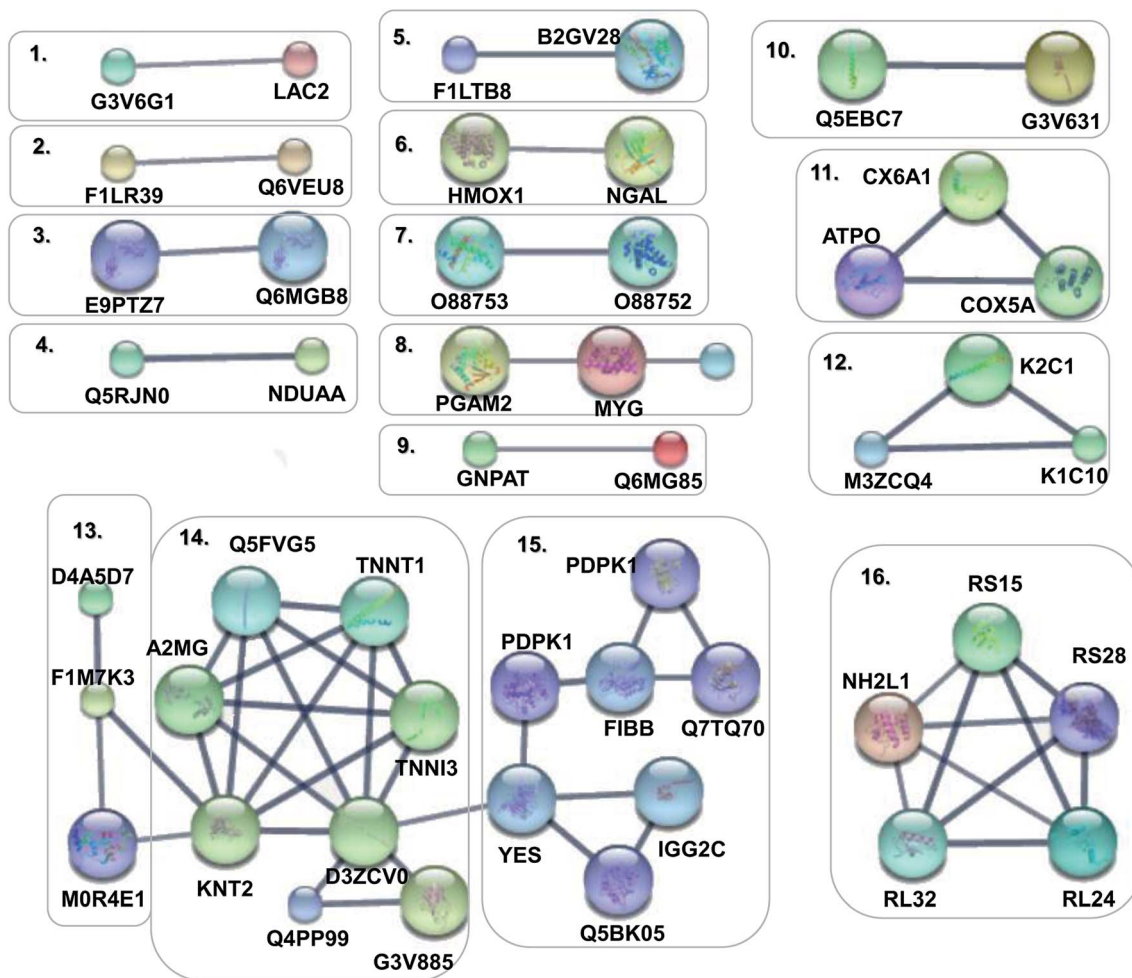 1.
G3V6G1
LAC2
2.
F1LR39
Q6VEU8
3.
E9PTZ7
Q6MGB8
4.
Q5RJN0
NDUAA
5.
B2GV28
F1LTB8
6.
HMOX1
NGAL
7.
O88753
O88752
8.
PGAM2
MYG
9.
GNPAT
Q6MG85
10.
Q5EBC7
G3V631
11.
CX6A1
ATPO
COX5A
12.
K2C1
M3ZCQ4
K1C10
13.
D4A5D7
F1M7K3
M0R4E1
14.
Q5FVG5
TNNT1
A2MG
TNNI3
KNT2
D3ZCV0
Q4PP99
G3V885
15.
PDPK1
PDPK1
FIBB
Q7TQ70
YES
IGG2C
Q5BK05
16.
RS15
RS28
NH2L1
RL32
RL24